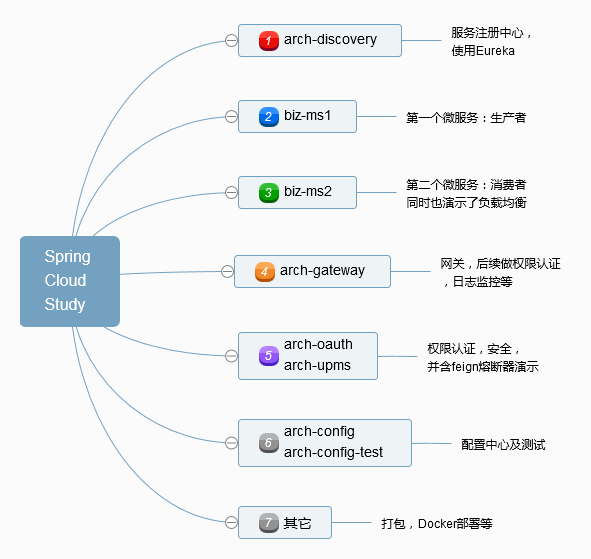 Spring
Cloud
Study
1 arch-discovery
服务注册中心，
使用Eureka
2 biz-ms1
第一个微服务：生产者
3 biz-ms2
第二个微服务：消费者
同时也演示了负载均衡
4 arch-gateway
网关，后续做权限认证
，日志监控等
5 arch-oauth
arch-upms
权限认证，安全，
并含feign熔断器演示
6 arch-config
arch-config-test
配置中心及测试
7 其它
打包，Docker部署等